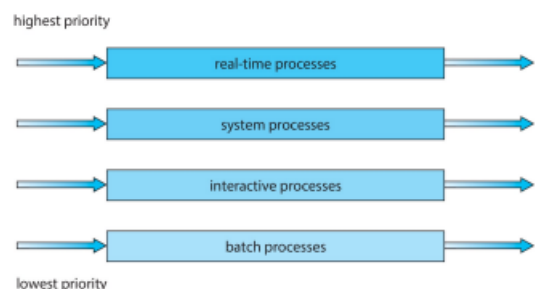 highest priority
real-time processes
system processes
interactive processes
batch processes
lowest priority